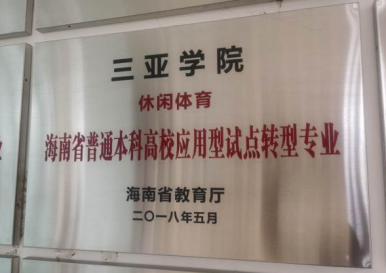 三亚学院
休闲体育
海南省普通本科高校应用型试点转型专业
海南省教育厅
二〇一八年五月